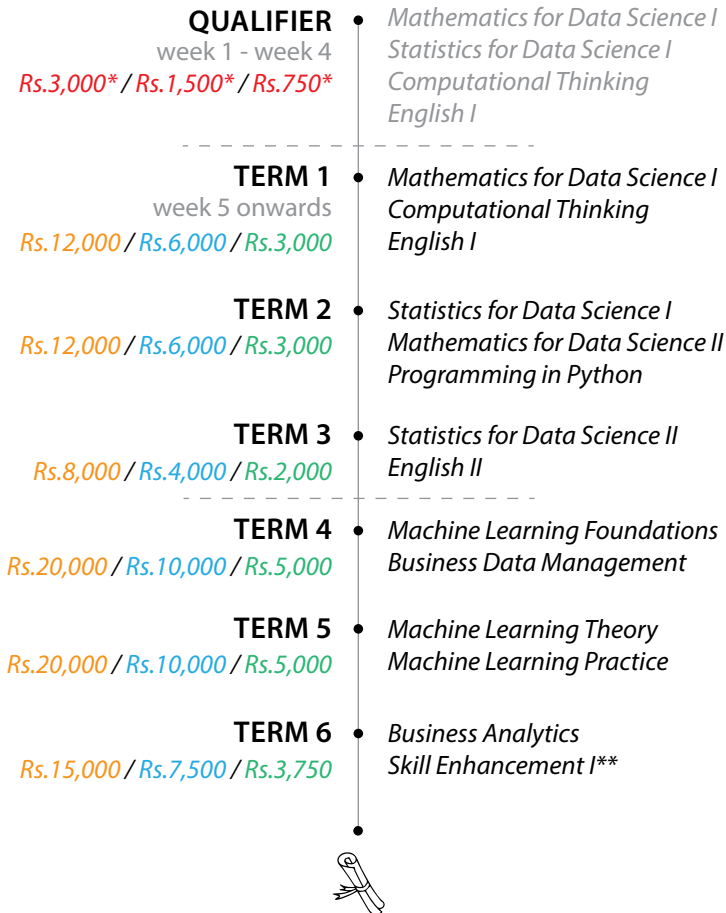 QUALIFIER
week 1 - week 4
Rs.3,000* / Rs.1,500* / Rs.750*
Mathematics for Data Science I
Statistics for Data Science I
Computational Thinking
English I
TERM 1
week 5 onwards
Rs.12,000 / Rs.6,000 / Rs.3,000
Mathematics for Data Science I
Computational Thinking
English I
TERM 2
Rs.12,000 / Rs.6,000 / Rs.3,000
Statistics for Data Science I
Mathematics for Data Science II
Programming in Python
TERM 3
Rs.8,000 / Rs.4,000 / Rs.2,000
Statistics for Data Science II
English II
TERM 4
Rs.20,000 / Rs.10,000 / Rs.5,000
Machine Learning Foundations
Business Data Management
TERM 5
Rs.20,000 / Rs.10,000 / Rs.5,000
Machine Learning Theory
Machine Learning Practice
TERM 6
Rs.15,000 / Rs.7,500 / Rs.3,750
Business Analytics
Skill Enhancement I**